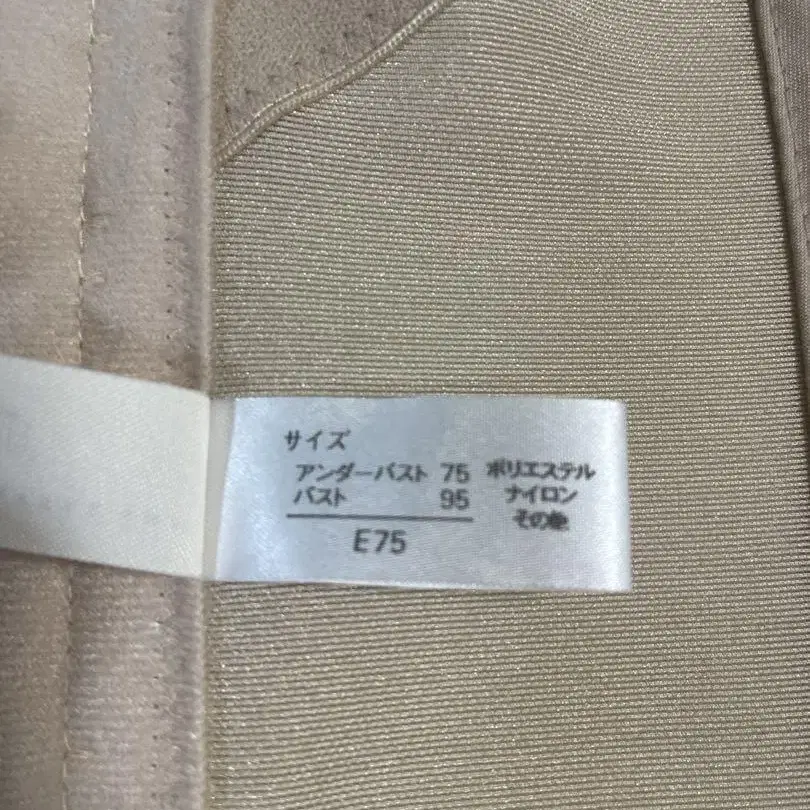 サイズ
アンダーバスト 75
バスト 95
E75
ポリエステル
ナイロン
その他